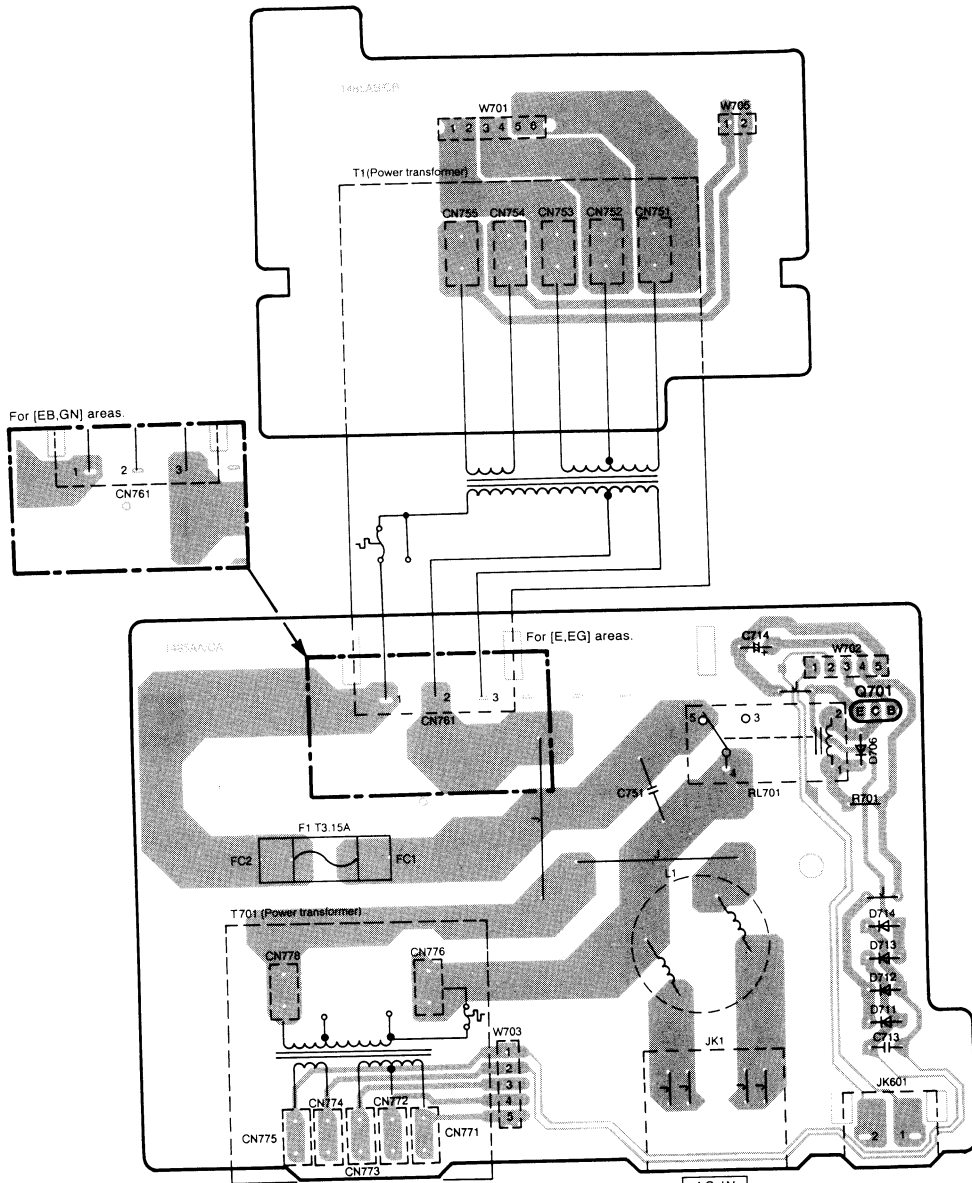 W701
1 2 3 4 5 6
W705
1 2
T1(Power transformer)
CN755 CN754 CN753 CN752 CN751
For [EB,GN] areas.
1 2 3
CN761
For [E,EG] areas.
1 2 3
CN761
C714
W702
1 2 3 4 5
Q701
E C B
5 3 2
4 1
D706
RL701
R701
C751
F1 T3.15A
FC2 FC1
L1
T701 (Power transformer)
CN778 CN776
D714
D713
D712
D711
C713
W703
1
2
3
4
5
JK1
JK601
2 1
CN774 CN772
CN775 CN771
CN773